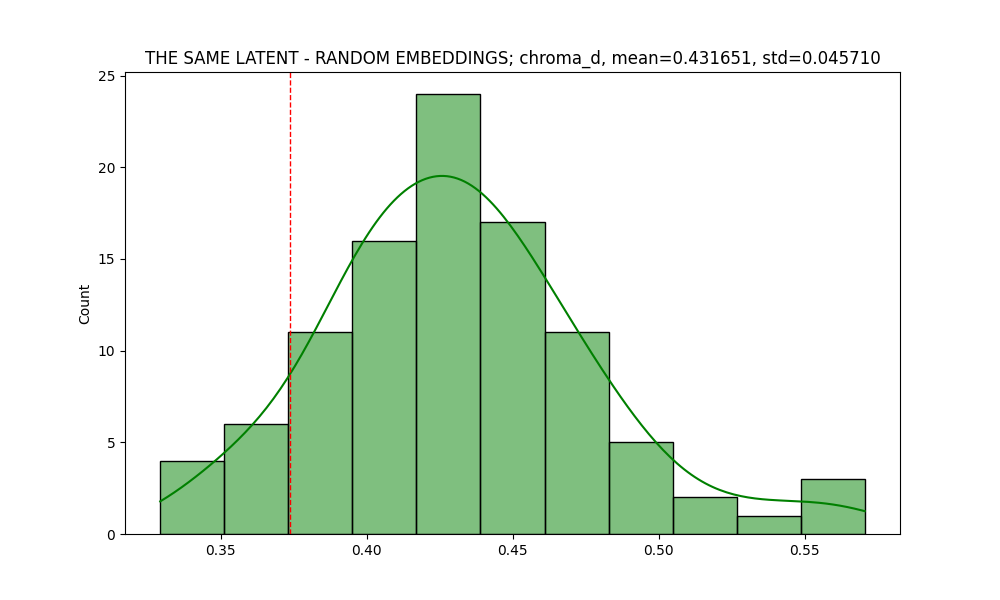 THE SAME LATENT - RANDOM EMBEDDINGS; chroma_d, mean=0.431651, std=0.045710
25
20
15
10
5
0
Count
0.35 0.40 0.45 0.50 0.55